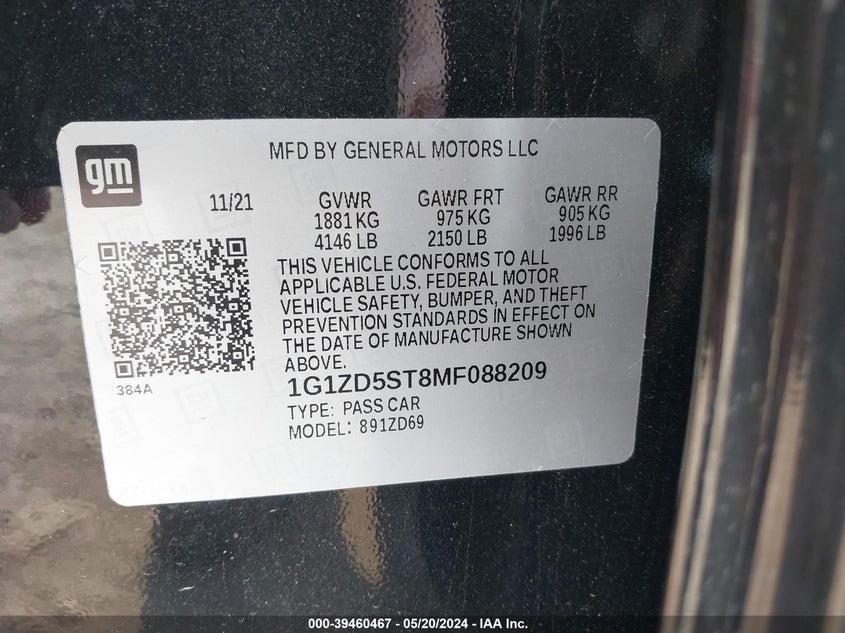 gm
MFD BY GENERAL MOTORS LLC
11/21 GVWR GAWR FRT GAWR RR
1881 KG 975 KG 905 KG
4146 LB 2150 LB 1996 LB
THIS VEHICLE CONFORMS TO ALL
APPLICABLE U.S. FEDERAL MOTOR
VEHICLE SAFETY, BUMPER, AND THEFT
PREVENTION STANDARDS IN EFFECT ON
THE DATE OF MANUFACTURE SHOWN
ABOVE.
384A
1G1ZD5ST8MF088209
TYPE: PASS CAR
MODEL: 891ZD69
000-39460467 - 05/20/2024 - IAA Inc.